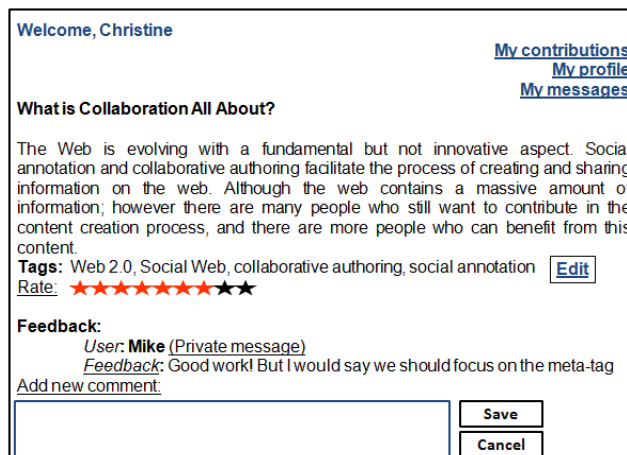 Welcome, Christine
My contributions
My profile
My messages
What is Collaboration All About?
The Web is evolving with a fundamental but not innovative aspect. Social
annotation and collaborative authoring facilitate the process of creating and sharing
information on the web. Although the web contains a massive amount of
information; however there are many people who still want to contribute in the
content creation process, and there are more people who can benefit from this
content.
Tags: Web 2.0, Social Web, collaborative authoring, social annotation Edit
Rate:
Feedback:
User: Mike (Private message)
Feedback: Good work! But I would say we should focus on the meta-tag
Add new comment:
Save
Cancel